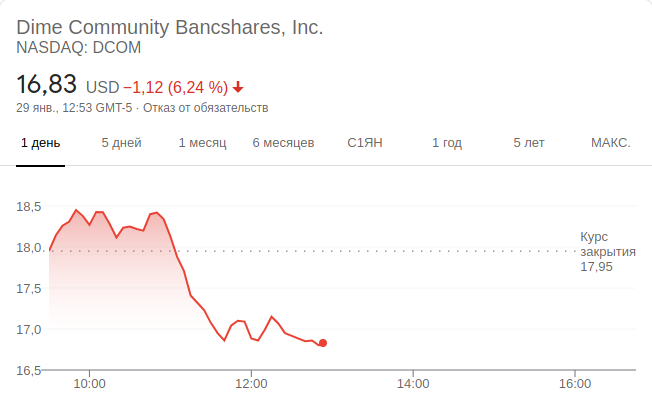 Dime Community Bancshares, Inc.
NASDAQ: DCOM
16,83 USD −1,12 (6,24 %)
29 янв., 12:53 GMT-5 · Отказ от обязательств
1 день 5 дней 1 месяц 6 месяцев С1ЯН 1 год 5 лет МАКС.
18,5
18,0
17,5
17,0
16,5
Курс
закрытия
17,95
10:00 12:00 14:00 16:00